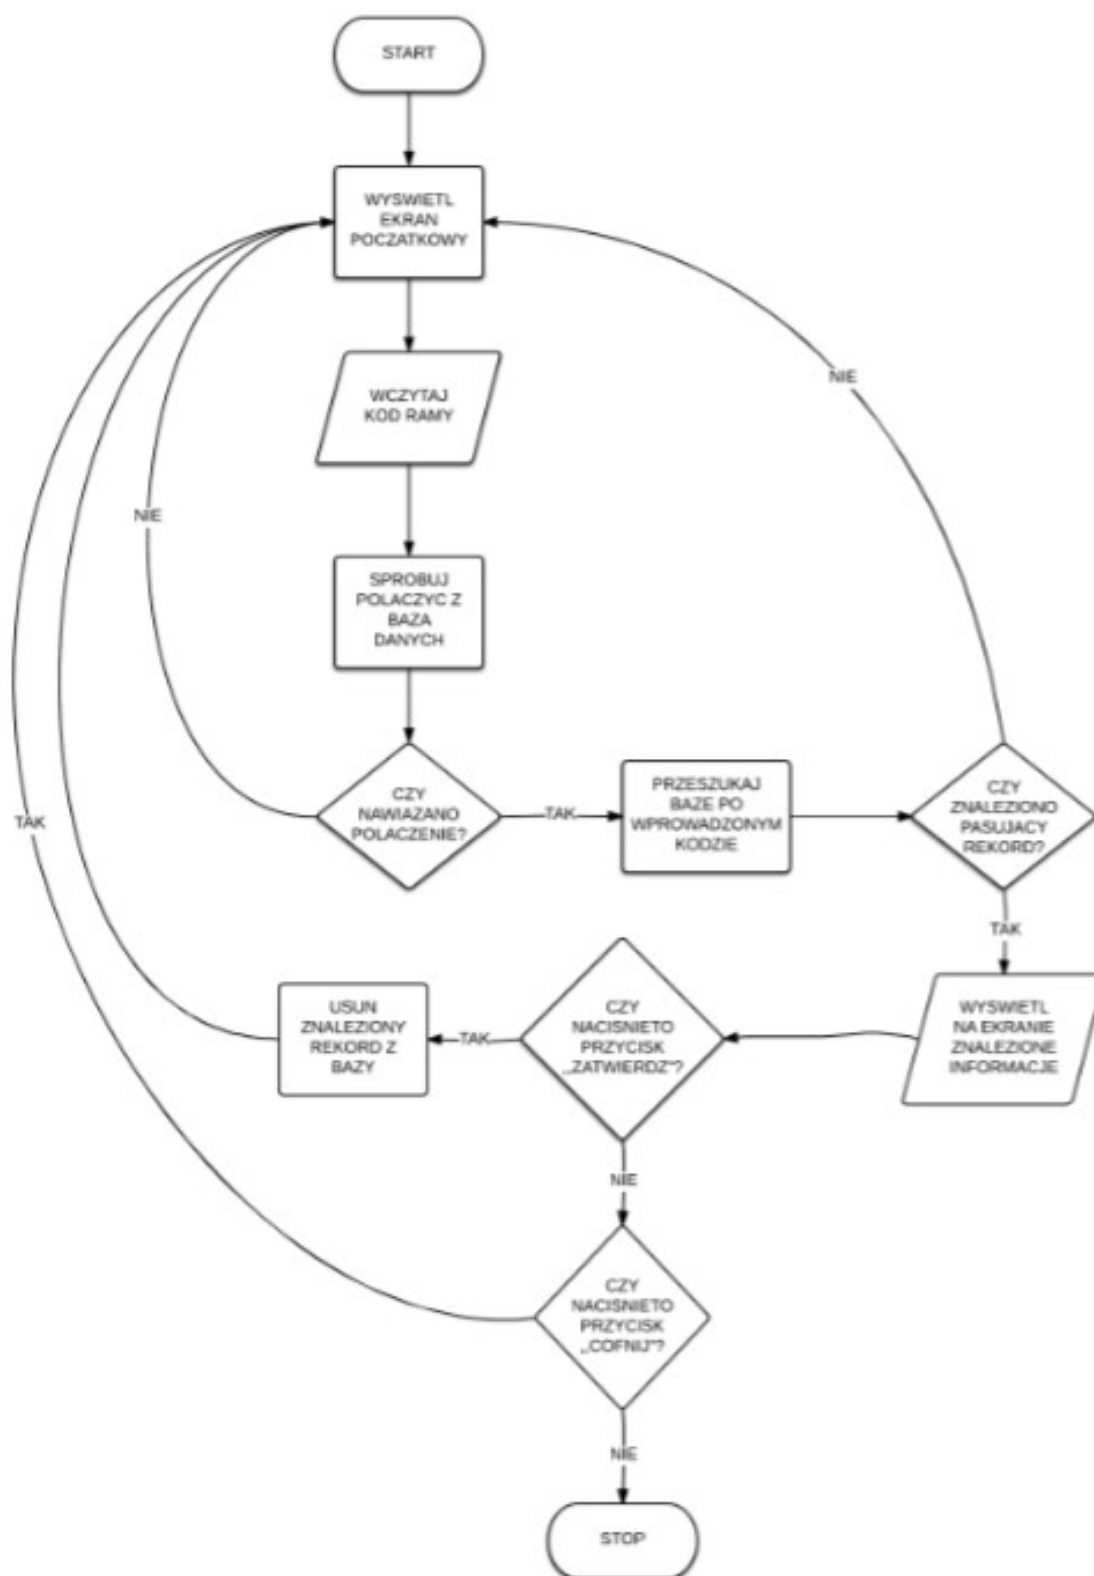 START
WYSWIETL
EKRAN
POCZATKOWY
WCZYTAJ
KOD RAMY
NIE
NIE
SPROBUJ
POLACZYC Z
BAZA
DANYCH
CZY
NAWIAZANO
POLACZENIE?
TAK
PRZESZUKAJ
BAZE PO
WPROWADZONYM
KODZIE
CZY
ZNALEZIONO
PASUJACY
REKORD?
TAK
TAK
WYSWIETL
NA EKRANIE
ZNALEZIONE
INFORMACJE
CZY
NACISNIETO
PRZYCISK
,,ZATWIERDZ"?
TAK
USUN
ZNALEZIONY
REKORD Z
BAZY
NIE
CZY
NACISNIETO
PRZYCISK
,,COFNIJ"?
NIE
STOP